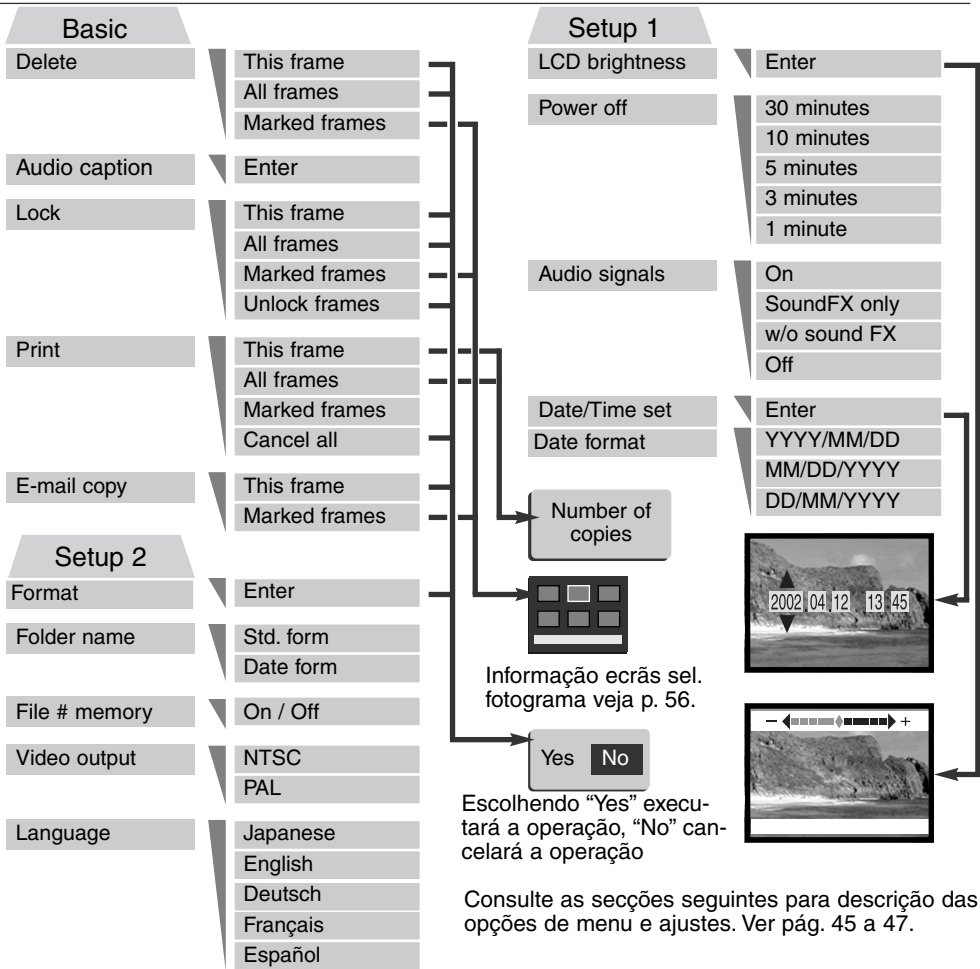 Basic
Delete
This frame
All frames
Marked frames
Audio caption
Enter
Lock
This frame
All frames
Marked frames
Unlock frames
Print
This frame
All frames
Marked frames
Cancel all
E-mail copy
This frame
Marked frames
Setup 2
Format
Enter
Folder name
Std. form
Date form
File # memory
On / Off
Video output
NTSC
PAL
Language
Japanese
English
Deutsch
Français
Español
Setup 1
LCD brightness
Enter
Power off
30 minutes
10 minutes
5 minutes
3 minutes
1 minute
Audio signals
On
SoundFX only
w/o sound FX
Off
Date/Time set
Enter
Date format
YYYY/MM/DD
MM/DD/YYYY
DD/MM/YYYY
Number of
copies
2002 04 12 13 45
Informação ecrãs sel.
fotograma veja p. 56.
− +
Yes No
Escolhendo “Yes” execu-
tará a operação, “No” can-
celará a operação
Consulte as secções seguintes para descrição das
opções de menu e ajustes. Ver pág. 45 a 47.